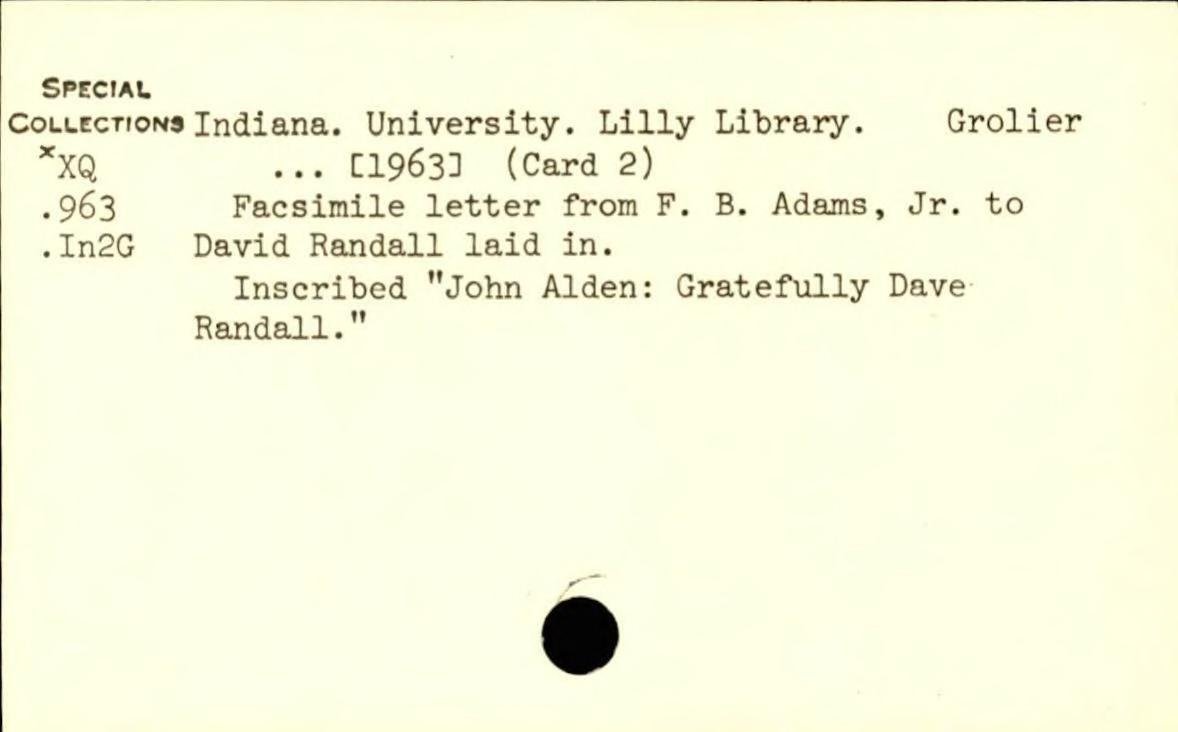 SPECIAL
COLLECTIONS Indiana. University. Lilly Library. Grolier
*XQ ... [1963] (Card 2)
.963 Facsimile letter from F. B. Adams, Jr. to
.In2G David Randall laid in.
Inscribed "John Alden: Gratefully Dave
Randall."